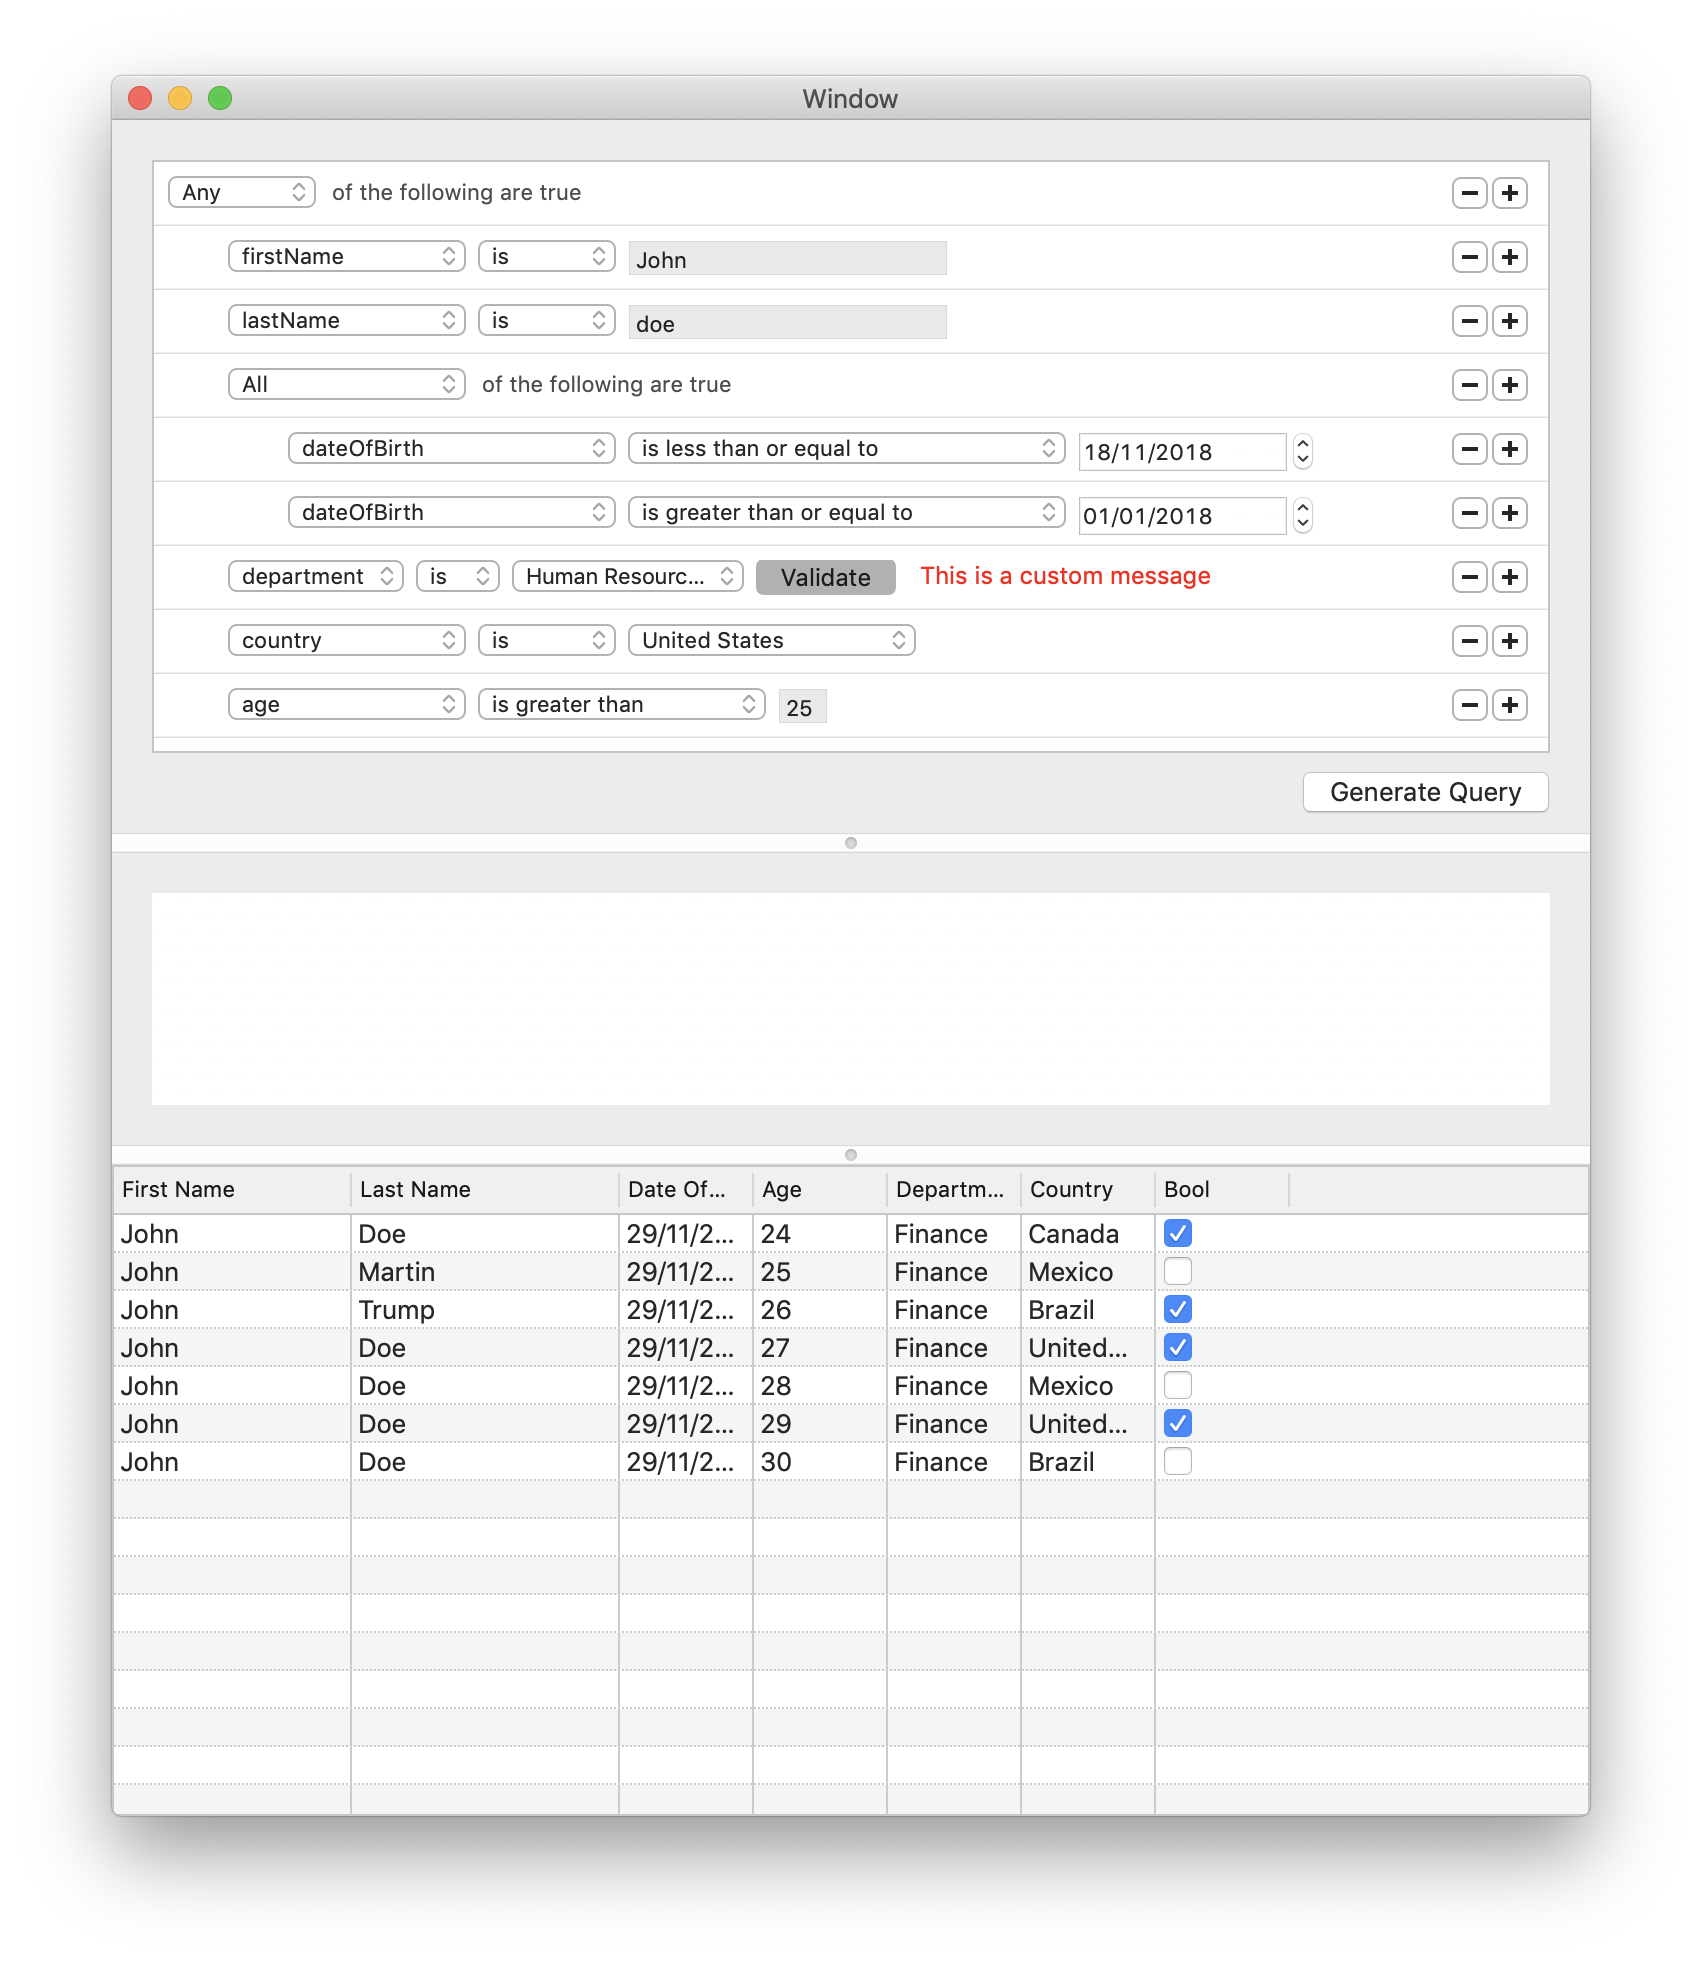 Window
Any of the following are true
firstName is John
lastName is doe
All of the following are true
dateOfBirth is less than or equal to 18/11/2018
dateOfBirth is greater than or equal to 01/01/2018
department is Human Resourc... Validate This is a custom message
country is United States
age is greater than 25
Generate Query
First Name Last Name Date Of... Age Departm... Country Bool
John Doe 29/11/2... 24 Finance Canada
John Martin 29/11/2... 25 Finance Mexico
John Trump 29/11/2... 26 Finance Brazil
John Doe 29/11/2... 27 Finance United...
John Doe 29/11/2... 28 Finance Mexico
John Doe 29/11/2... 29 Finance United...
John Doe 29/11/2... 30 Finance Brazil